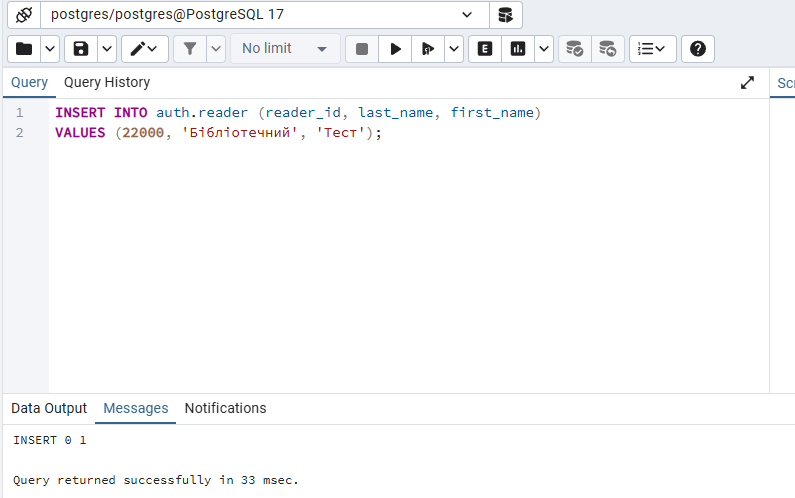 postgres/postgres@PostgreSQL 17
No limit
Query Query History
1 INSERT INTO auth.reader (reader_id, last_name, first_name)
2 VALUES (22000, 'Бібліотечний', 'Тест');
Data Output Messages Notifications
INSERT 0 1
Query returned successfully in 33 msec.